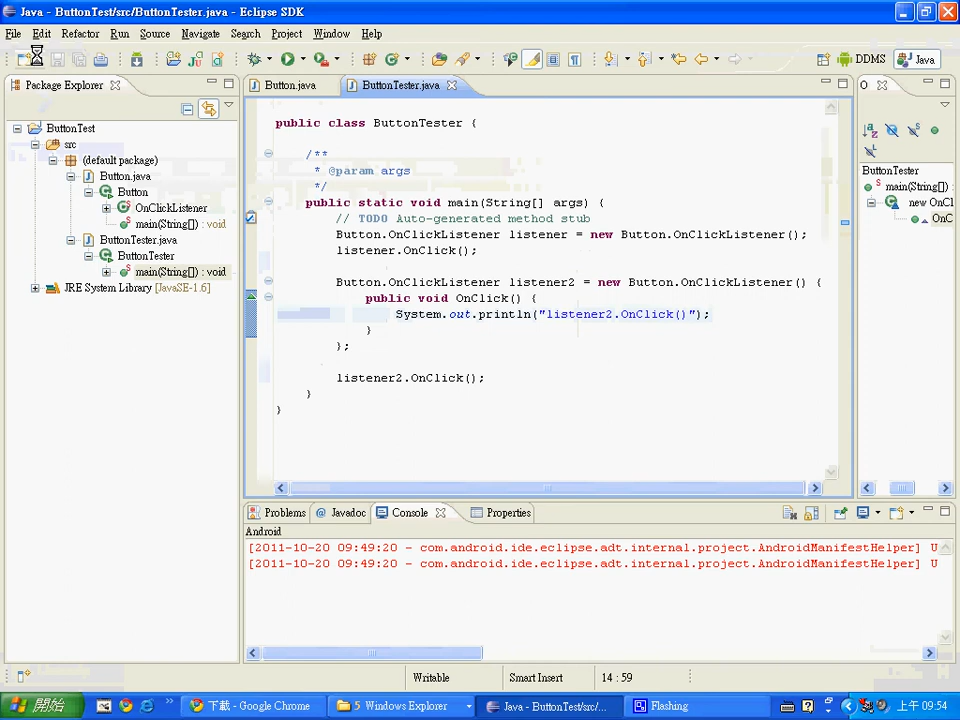 Java - ButtonTest/src/ButtonTester.java - Eclipse SDK
File Edit Refactor Run Source Navigate Search Project Window Help
DDMS Java
Package Explorer
Button.java ButtonTester.java
O
ButtonTest
src
(default package)
Button.java
Button
OnClickListener
main(String[]) : void
ButtonTester.java
ButtonTester
main(String[]) : void
JRE System Library [JavaSE-1.6]
public class ButtonTester {
/**
* @param args
*/
public static void main(String[] args) {
// TODO Auto-generated method stub
Button.OnClickListener listener = new Button.OnClickListener();
listener.OnClick();
Button.OnClickListener listener2 = new Button.OnClickListener() {
public void OnClick() {
System.out.println("listener2.OnClick()");
}
};
listener2.OnClick();
}
}
ButtonTester
main(String[])
new OnCl
OnC
Problems Javadoc Console Properties
Android
[2011-10-20 09:49:20 - com.android.ide.eclipse.adt.internal.project.AndroidManifestHelper] U
[2011-10-20 09:49:20 - com.android.ide.eclipse.adt.internal.project.AndroidManifestHelper] U
Writable Smart Insert 14 : 59
開始 下載 - Google Chrome 5 Windows Explorer Java - ButtonTest/src/... Flashing 上午 09:54